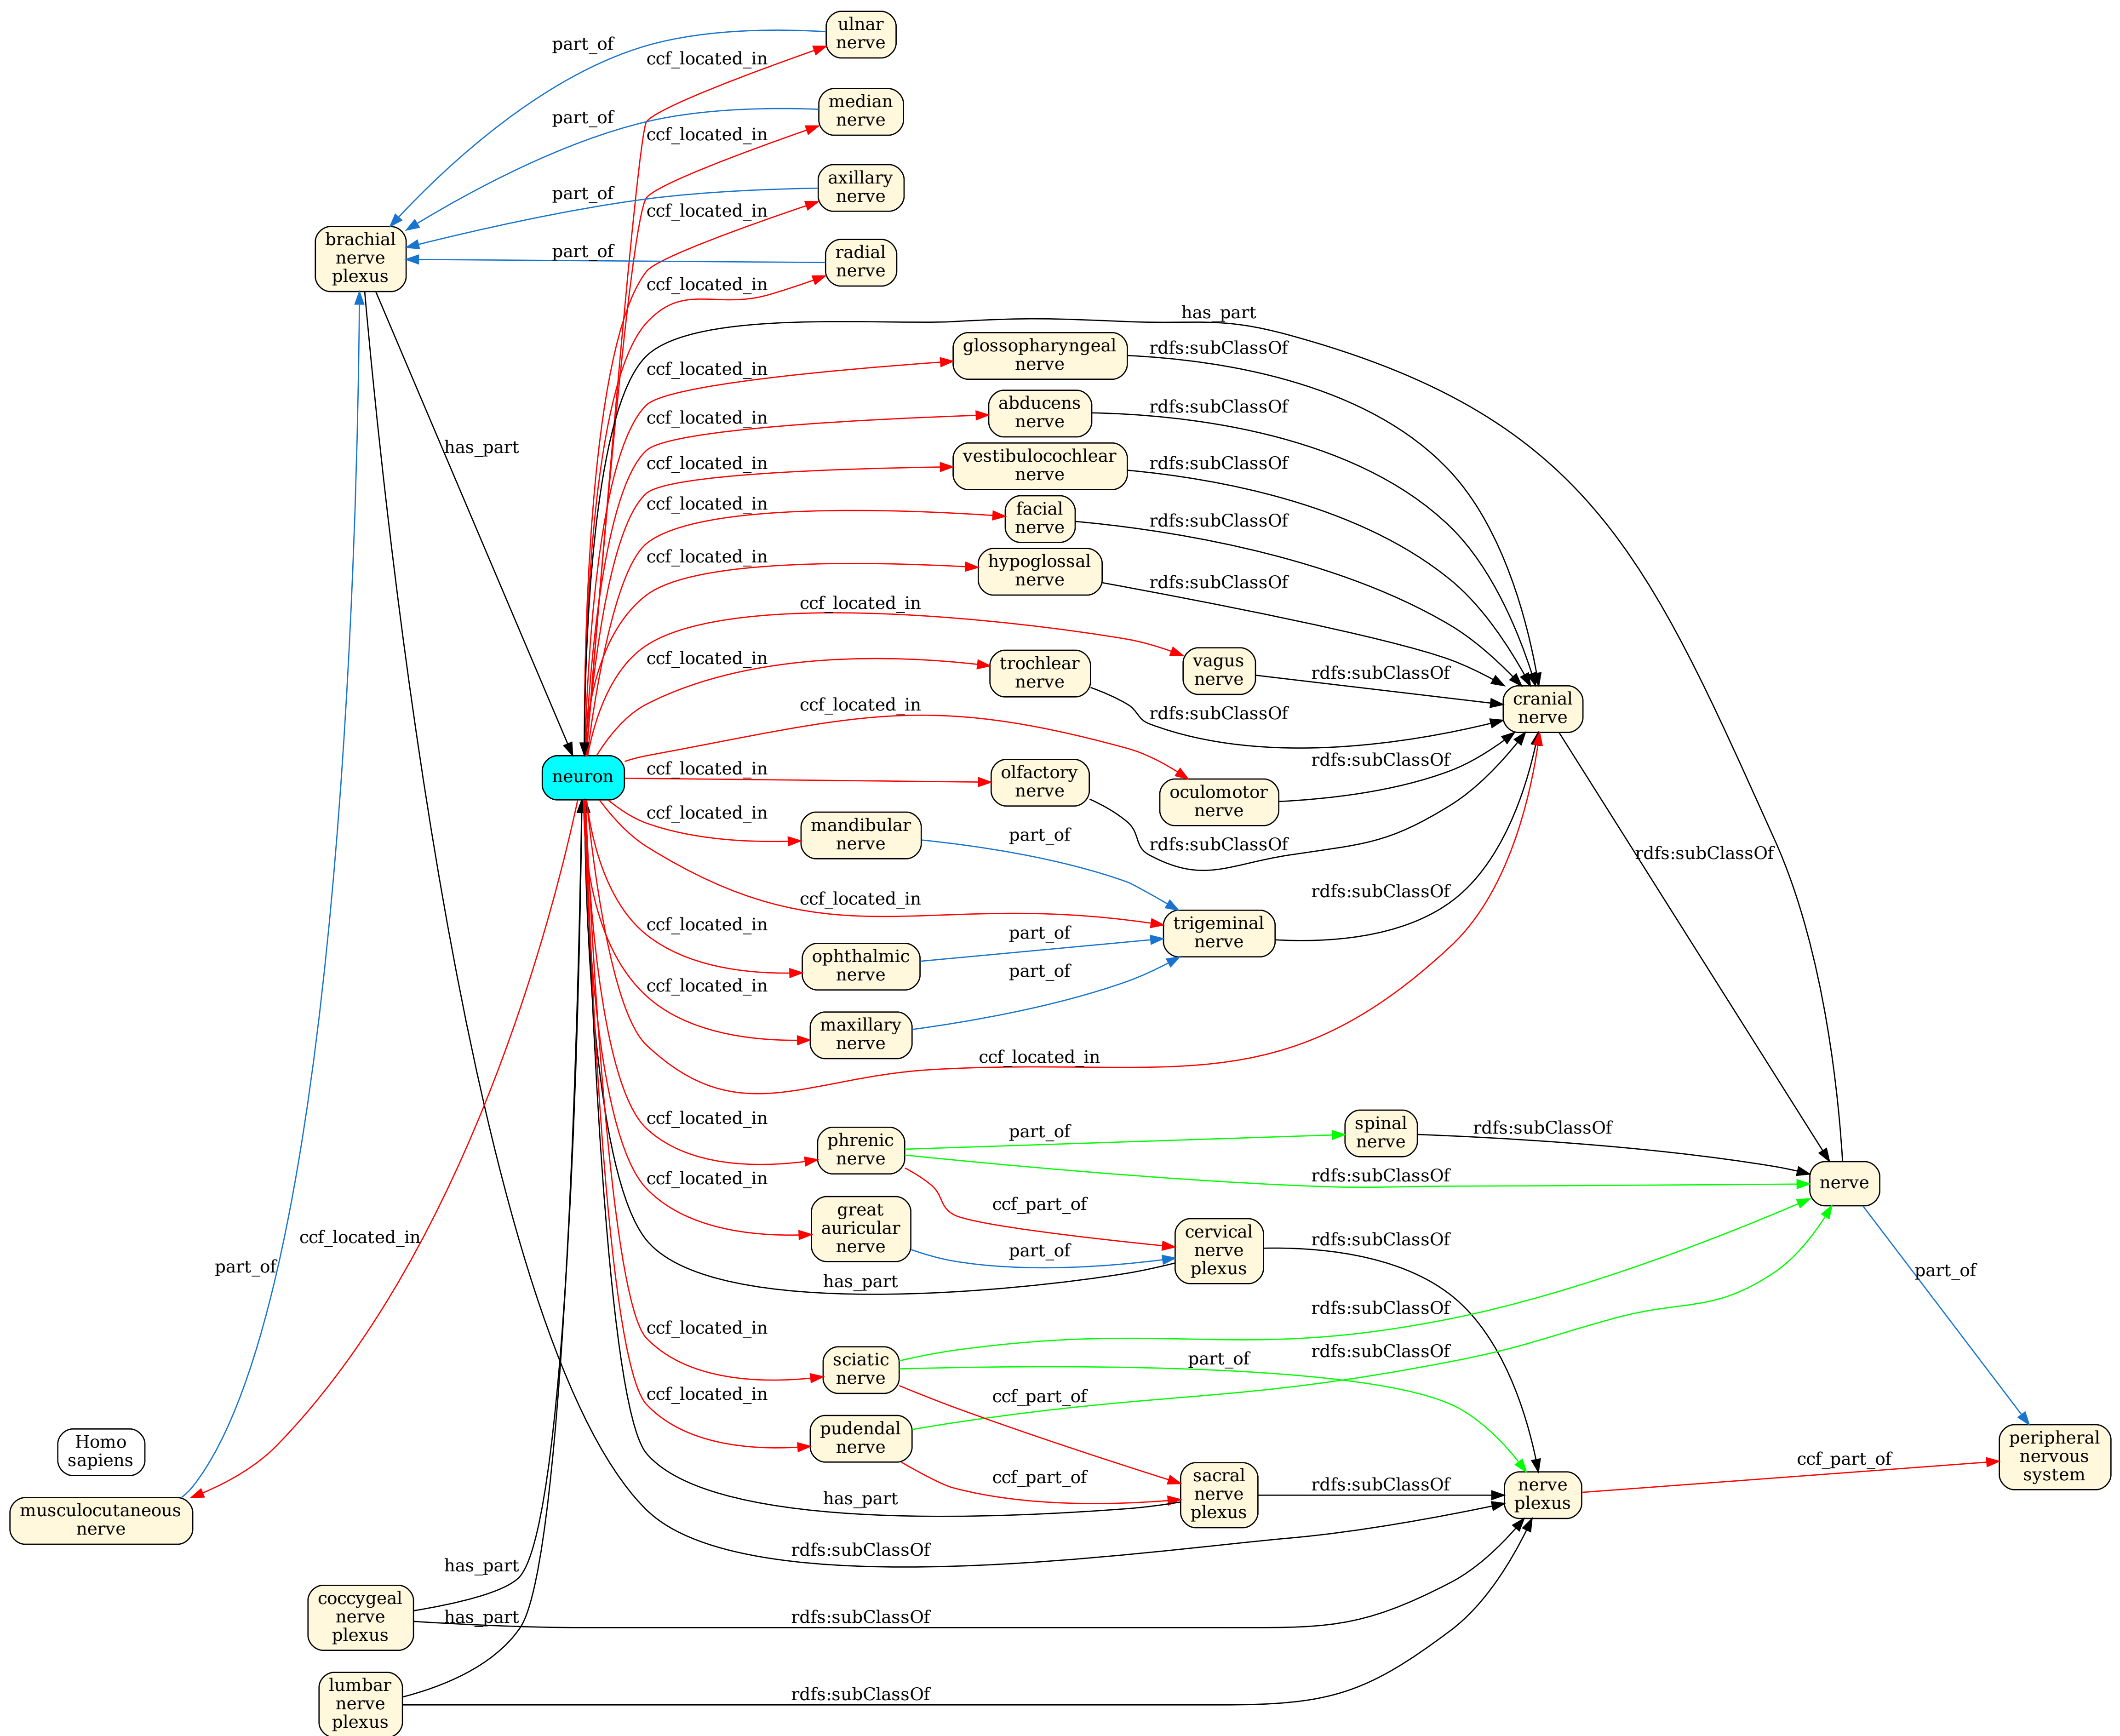 ulnar
nerve
part_of
ccf_located_in
median
nerve
part_of
ccf_located_in
axillary
nerve
part_of
ccf_located_in
brachial
nerve
plexus
radial
nerve
part_of
ccf_located_in
has_part
glossopharyngeal
nerve
rdfs:subClassOf
ccf_located_in
abducens
nerve
rdfs:subClassOf
ccf_located_in
has_part
vestibulocochlear
nerve
rdfs:subClassOf
ccf_located_in
facial
nerve
rdfs:subClassOf
ccf_located_in
hypoglossal
nerve
rdfs:subClassOf
ccf_located_in
ccf_located_in
vagus
nerve
rdfs:subClassOf
ccf_located_in
trochlear
nerve
rdfs:subClassOf
cranial
nerve
ccf_located_in
neuron
ccf_located_in
olfactory
nerve
rdfs:subClassOf
oculomotor
nerve
rdfs:subClassOf
ccf_located_in
mandibular
nerve
part_of
rdfs:subClassOf
ccf_located_in
rdfs:subClassOf
trigeminal
nerve
ccf_located_in
ophthalmic
nerve
part_of
ccf_located_in
maxillary
nerve
part_of
ccf_located_in
ccf_located_in
phrenic
nerve
part_of
spinal
nerve
rdfs:subClassOf
rdfs:subClassOf
nerve
ccf_located_in
great
auricular
nerve
ccf_part_of
part_of
cervical
nerve
plexus
rdfs:subClassOf
ccf_located_in
part_of
has_part
part_of
rdfs:subClassOf
ccf_located_in
sciatic
nerve
part_of
rdfs:subClassOf
ccf_part_of
ccf_located_in
pudendal
nerve
ccf_part_of
has_part
sacral
nerve
plexus
rdfs:subClassOf
nerve
plexus
ccf_part_of
peripheral
nervous
system
Homo
sapiens
musculocutaneous
nerve
rdfs:subClassOf
has_part
coccygeal
nerve
plexus
has_part
rdfs:subClassOf
lumbar
nerve
plexus
rdfs:subClassOf